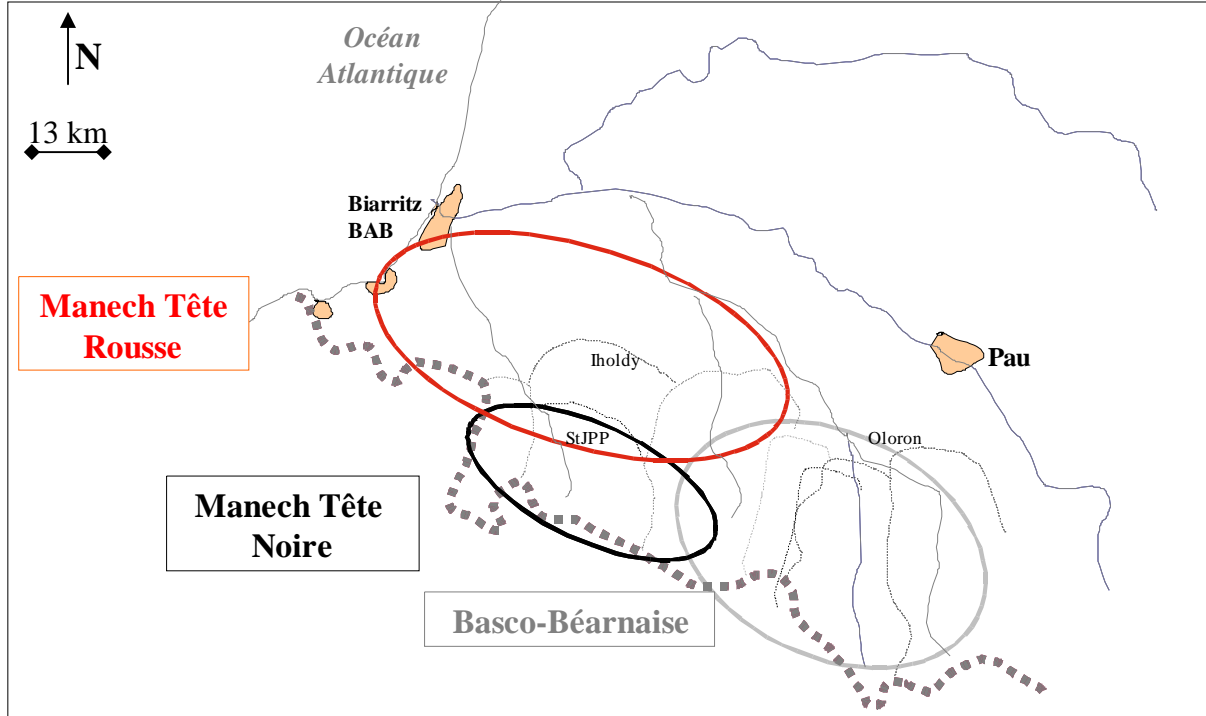 Océan
Atlantique
N
13 km
Biarritz
BAB
Manech Tête
Rousse
Iholdy
Pau
StJPP
Oloron
Manech Tête
Noire
Basco-Béarnaise